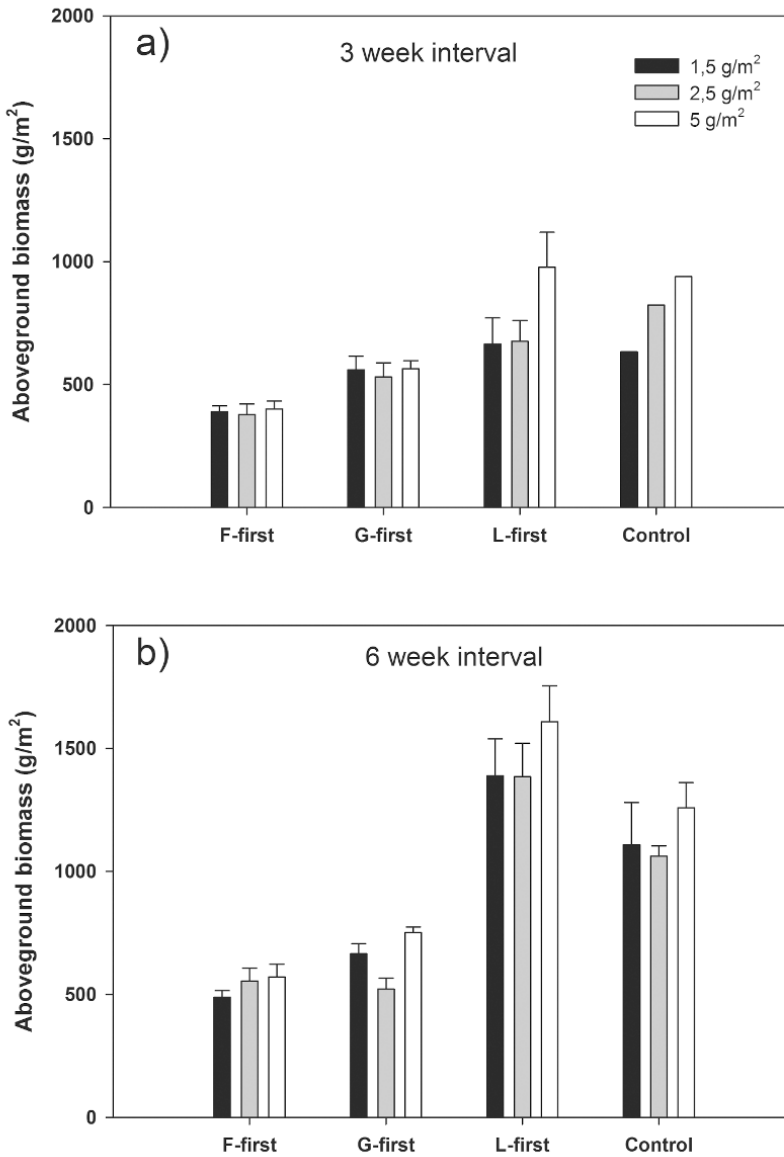 a)
3 week interval
1,5 g/m²
2,5 g/m²
5 g/m²
Aboveground biomass (g/m²)
2000
1500
1000
500
0
F-first G-first L-first Control
b)
6 week interval
Aboveground biomass (g/m²)
2000
1500
1000
500
0
F-first G-first L-first Control